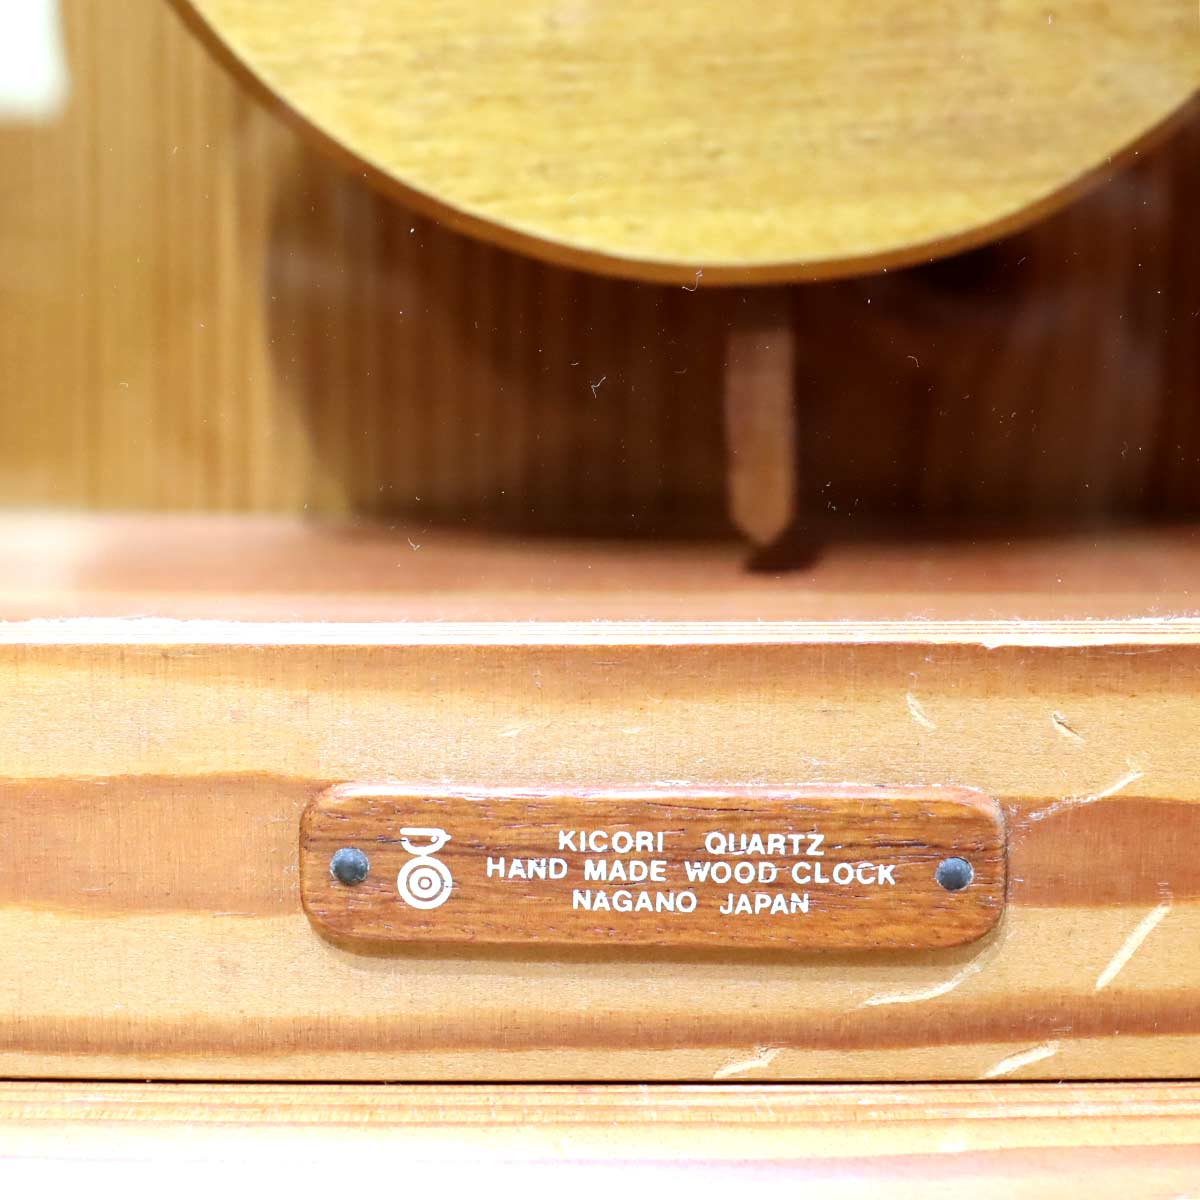 KICORI QUARTZ
HAND MADE WOOD CLOCK
NAGANO JAPAN